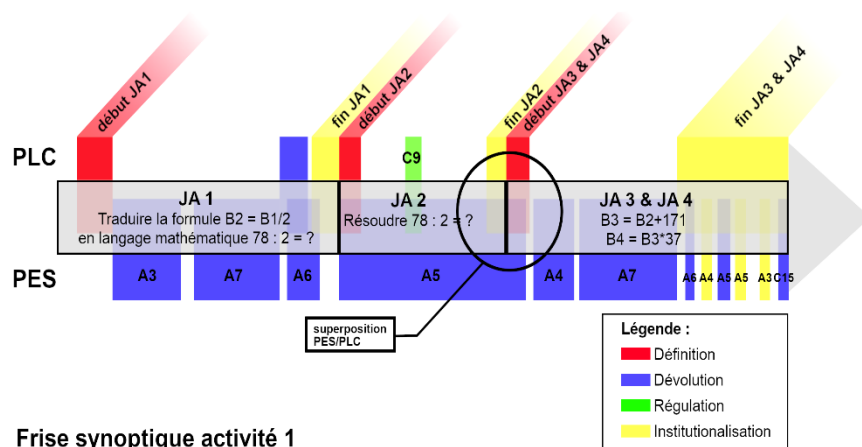 début JA1
fin JA1
début JA2
fin JA2
début JA3 & JA4
fin JA3 & JA4
PLC
C9
JA 1
Traduire la formule B2 = B1/2
en langage mathématique 78 : 2 = ?
JA 2
Résoudre 78 : 2 = ?
JA 3 & JA 4
B3 = B2+171
B4 = B3*37
PES
A3
A7
A6
A5
A4
A7
A6
A4
A5
A5
A3
C15
superposition
PES/PLC
Légende :
Définition
Dévolution
Régulation
Institutionalisation
Frise synoptique activité 1